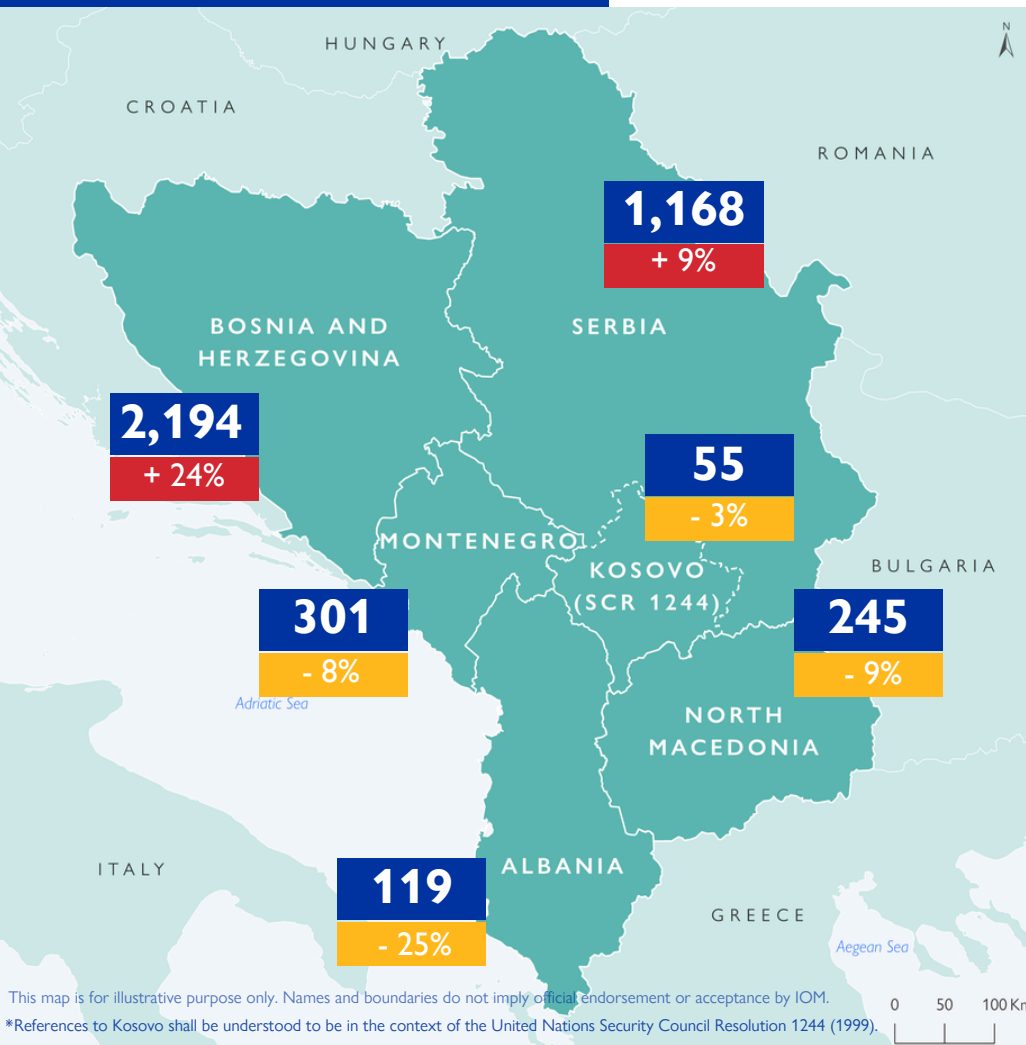 N
HUNGARY
CROATIA
ROMANIA
1,168
+ 9%
BOSNIA AND
HERZEGOVINA
SERBIA
2,194
+ 24%
55
- 3%
MONTENEGRO
KOSOVO
(SCR 1244)
BULGARIA
301
- 8%
245
- 9%
Adriatic Sea
NORTH
MACEDONIA
ITALY
ALBANIA
119
- 25%
GREECE
Aegean Sea
This map is for illustrative purpose only. Names and boundaries do not imply official endorsement or acceptance by IOM.
0 50 100 Km
*References to Kosovo shall be understood to be in the context of the United Nations Security Council Resolution 1244 (1999).